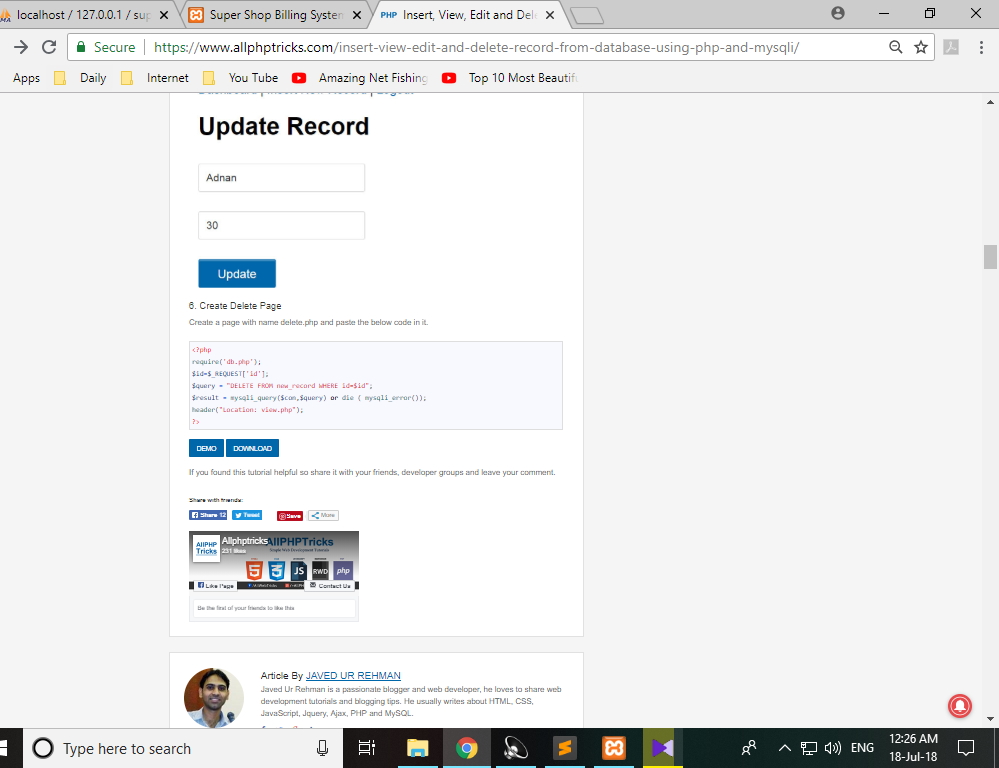 localhost / 127.0.0.1 / sup
Super Shop Billing System
PHP Insert, View, Edit and Dele
Secure https://www.allphptricks.com/insert-view-edit-and-delete-record-from-database-using-php-and-mysqli/
Apps Daily Internet You Tube Amazing Net Fishing Top 10 Most Beautifu
Update Record
Adnan
30
Update
6. Create Delete Page
Create a page with name delete.php and paste the below code in it.
<?php
require('db.php');
$id=$_REQUEST['id'];
$query = "DELETE FROM new_record WHERE id=$id";
$result = mysqli_query($con,$query) or die ( mysqli_error());
header("Location: view.php");
?>
DEMO DOWNLOAD
If you found this tutorial helpful so share it with your friends, developer groups and leave your comment.
Share with friends:
Share 12 Tweet Save More
AllPHP Tricks
Allphptricks
231 likes
AllPHPTricks
Simple Web Development Tutorials
JS RWD php
Like Page Contact Us
Be the first of your friends to like this
Article By JAVED UR REHMAN
Javed Ur Rehman is a passionate blogger and web developer, he loves to share web
development tutorials and blogging tips. He usually writes about HTML, CSS,
JavaScript, Jquery, Ajax, PHP and MySQL.
Type here to search
ENG
12:26 AM
18-Jul-18